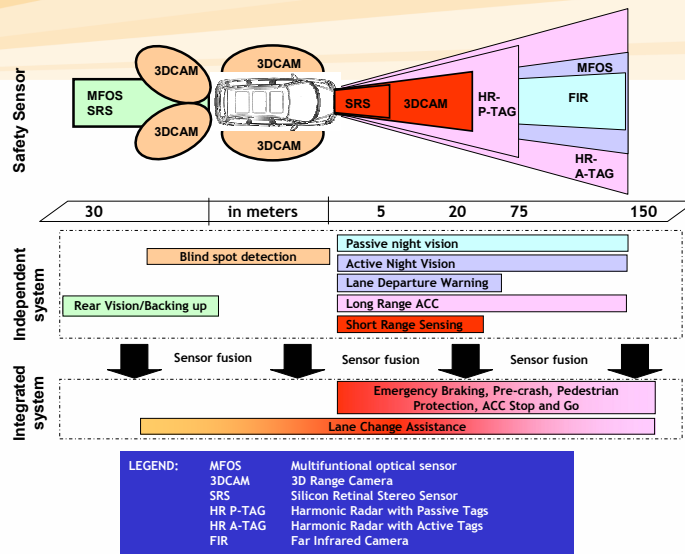 Safety Sensor
3DCAM
3DCAM
MFOS
SRS
3DCAM
3DCAM
SRS
3DCAM
HR-
P-TAG
MFOS
FIR
HR-
A-TAG
30
in meters
5
20
75
150
Independent
system
Passive night vision
Blind spot detection
Active Night Vision
Lane Departure Warning
Rear Vision/Backing up
Long Range ACC
Short Range Sensing
Sensor fusion
Sensor fusion
Sensor fusion
Integrated
system
Emergency Braking, Pre-crash, Pedestrian
Protection, ACC Stop and Go
Lane Change Assistance
LEGEND: MFOS Multifuntional optical sensor
3DCAM 3D Range Camera
SRS Silicon Retinal Stereo Sensor
HR P-TAG Harmonic Radar with Passive Tags
HR A-TAG Harmonic Radar with Active Tags
FIR Far Infrared Camera